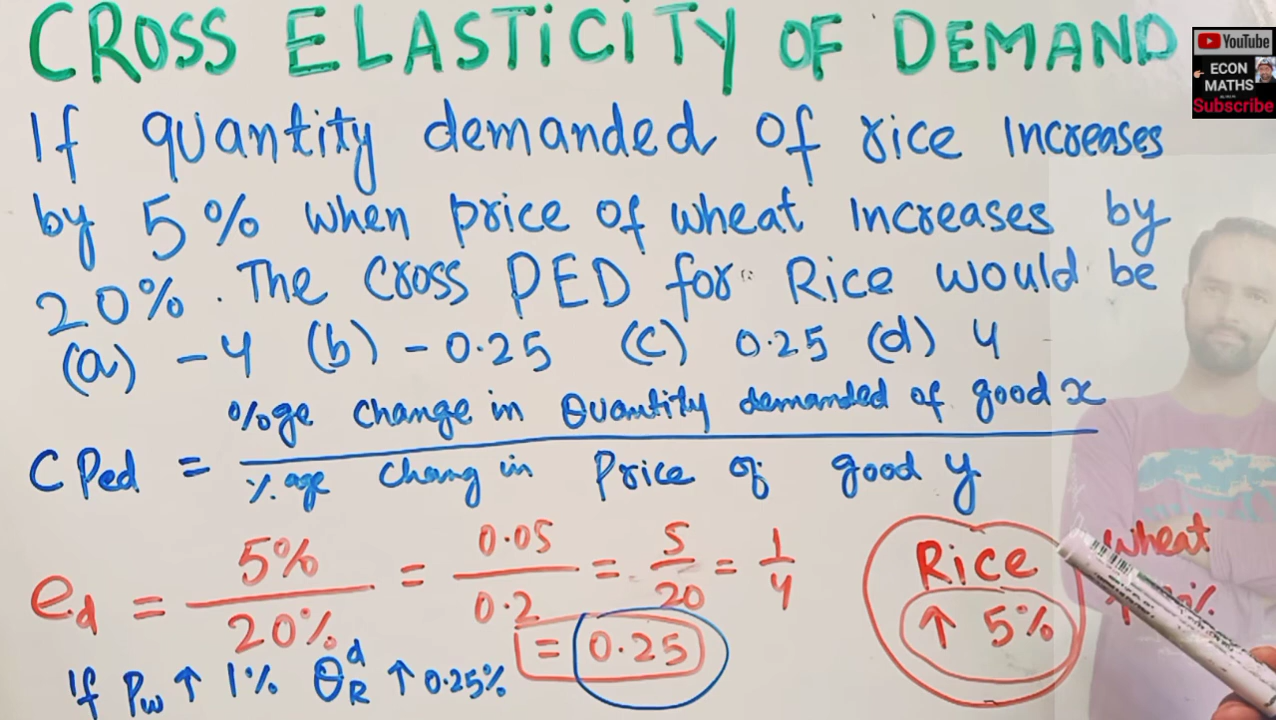 CROSS ELASTICITY OF DEMAND
YouTube
ECON
MATHS
Subscribe
If quantity demanded of rice Increases
by 5% when price of wheat Increases by
20%. The Cross PED for Rice would be
(a) -4 (b) -0.25 (c) 0.25 (d) 4
CPed = %ge Change in Quantity demanded of good x
%age Chang in Price of good y
ed = 5% / 20% = 0.05 / 0.2 = 5/20 = 1/4
= 0.25
Rice
↑ 5%
wheat
If Pw ↑ 1% QdR ↑ 0.25%